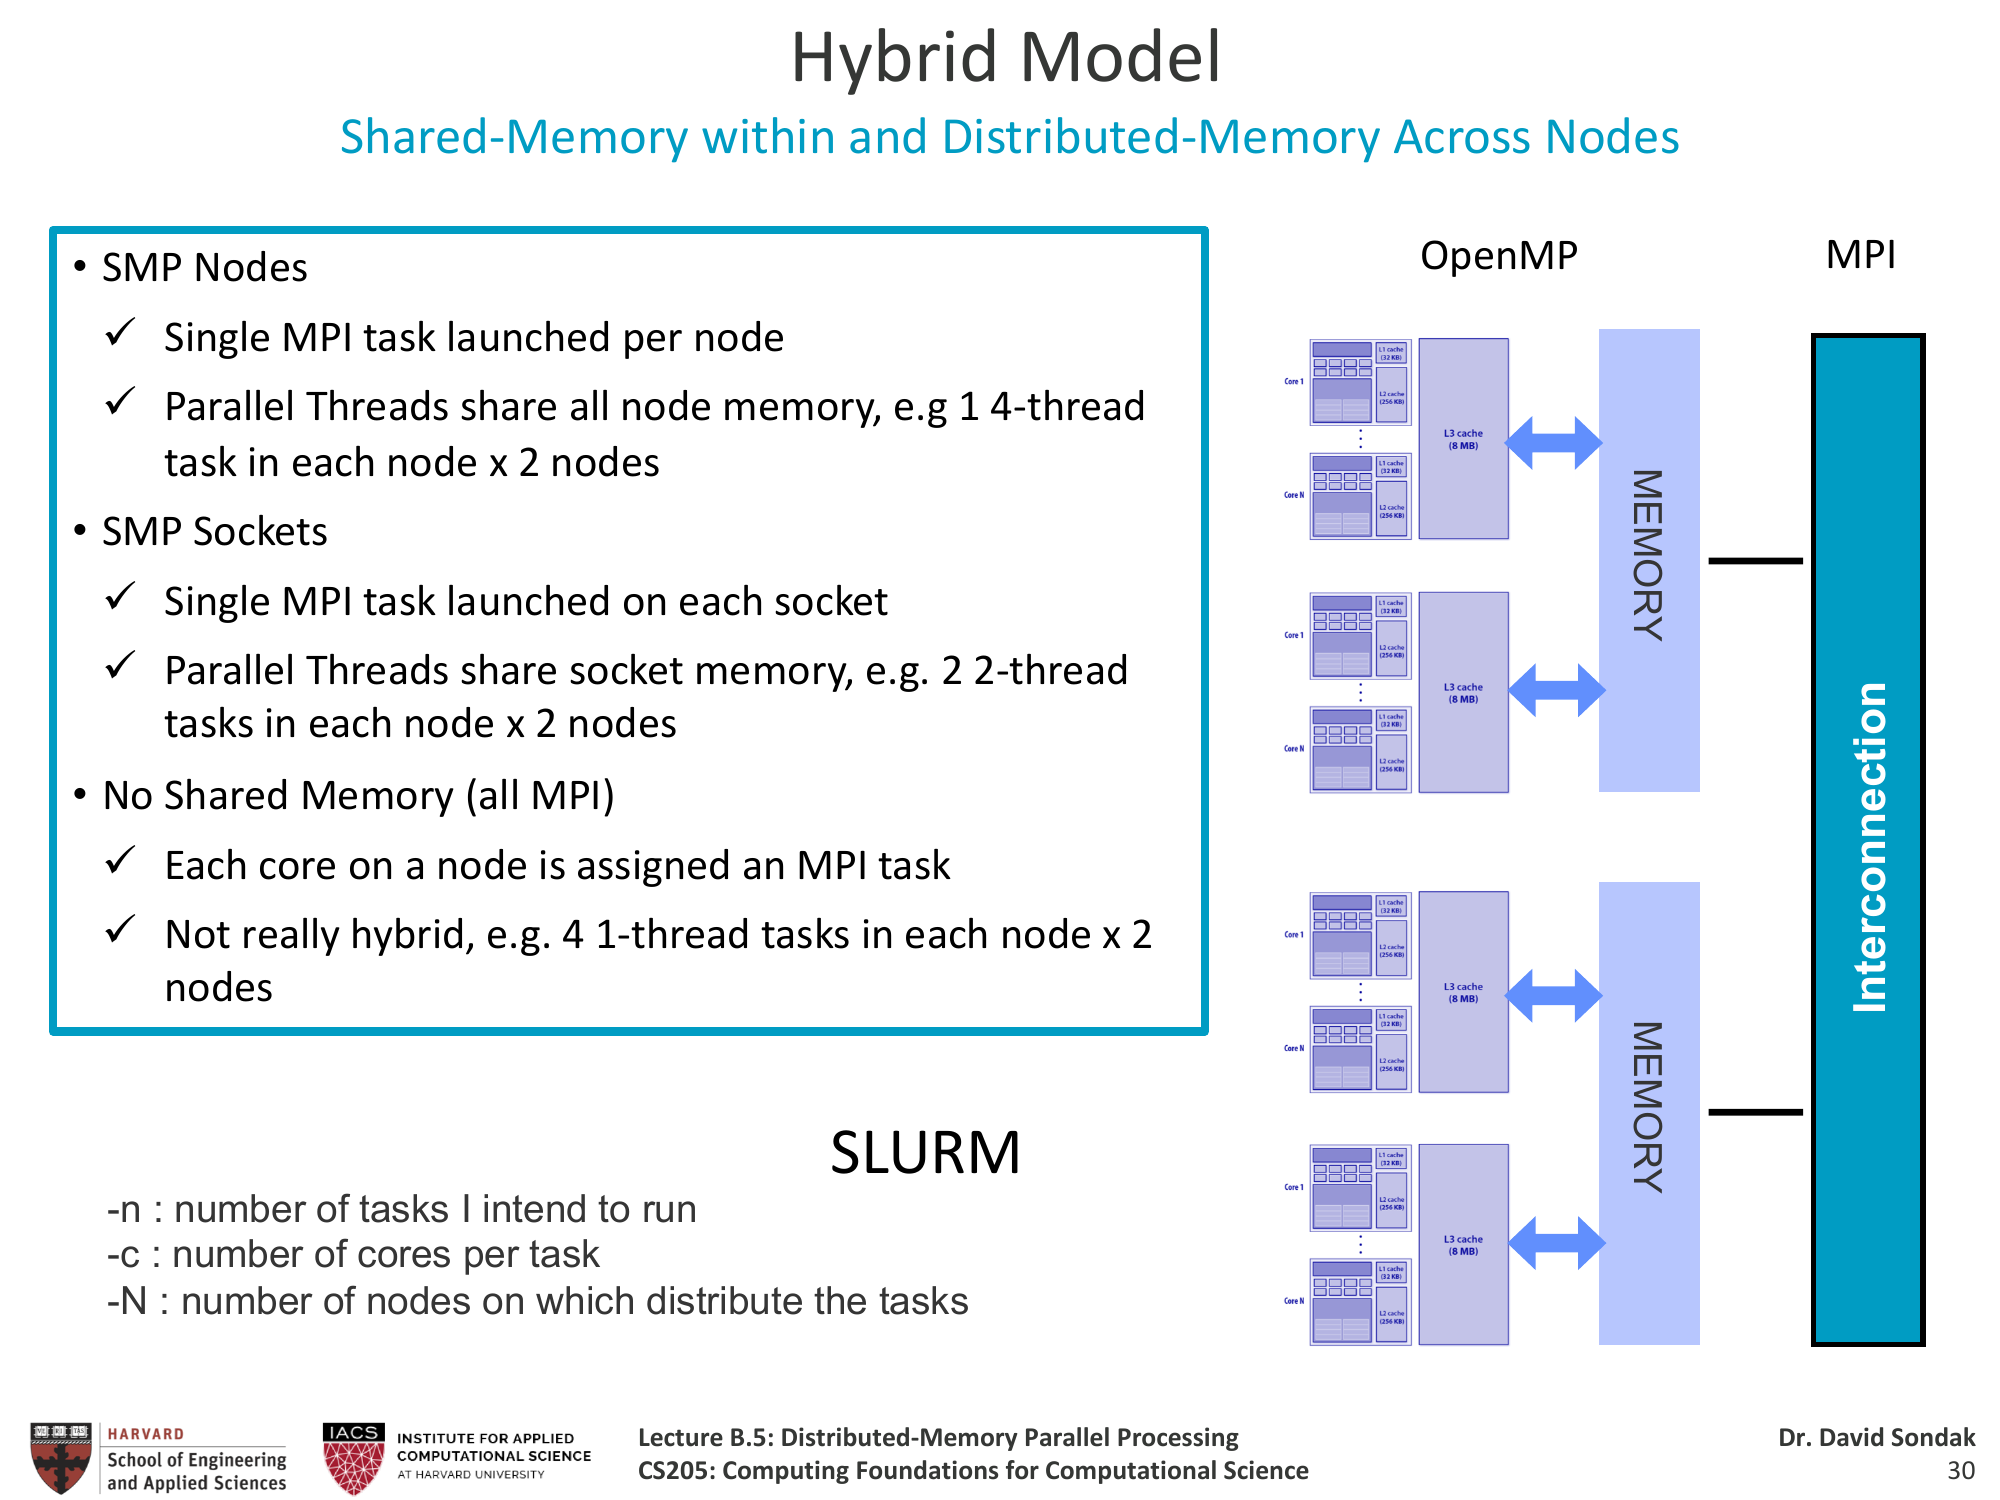 Hybrid Model
Shared-Memory within and Distributed-Memory Across Nodes
• SMP Nodes
✓ Single MPI task launched per node
✓ Parallel Threads share all node memory, e.g 1 4-thread
task in each node x 2 nodes
• SMP Sockets
✓ Single MPI task launched on each socket
✓ Parallel Threads share socket memory, e.g. 2 2-thread
tasks in each node x 2 nodes
• No Shared Memory (all MPI)
✓ Each core on a node is assigned an MPI task
✓ Not really hybrid, e.g. 4 1-thread tasks in each node x 2
nodes
SLURM
-n : number of tasks I intend to run
-c : number of cores per task
-N : number of nodes on which distribute the tasks
OpenMP
MPI
Core 1
L1 cache
(32 KB)
L2 cache
(256 KB)
Core N
L1 cache
(32 KB)
L2 cache
(256 KB)
L3 cache
(8 MB)
Core 1
L1 cache
(32 KB)
L2 cache
(256 KB)
Core N
L1 cache
(32 KB)
L2 cache
(256 KB)
L3 cache
(8 MB)
MEMORY
Core 1
L1 cache
(32 KB)
L2 cache
(256 KB)
Core N
L1 cache
(32 KB)
L2 cache
(256 KB)
L3 cache
(8 MB)
Core 1
L1 cache
(32 KB)
L2 cache
(256 KB)
Core N
L1 cache
(32 KB)
L2 cache
(256 KB)
L3 cache
(8 MB)
MEMORY
Interconnection
HARVARD
School of Engineering
and Applied Sciences
IACS
INSTITUTE FOR APPLIED
COMPUTATIONAL SCIENCE
AT HARVARD UNIVERSITY
Lecture B.5: Distributed-Memory Parallel Processing
CS205: Computing Foundations for Computational Science
Dr. David Sondak
30